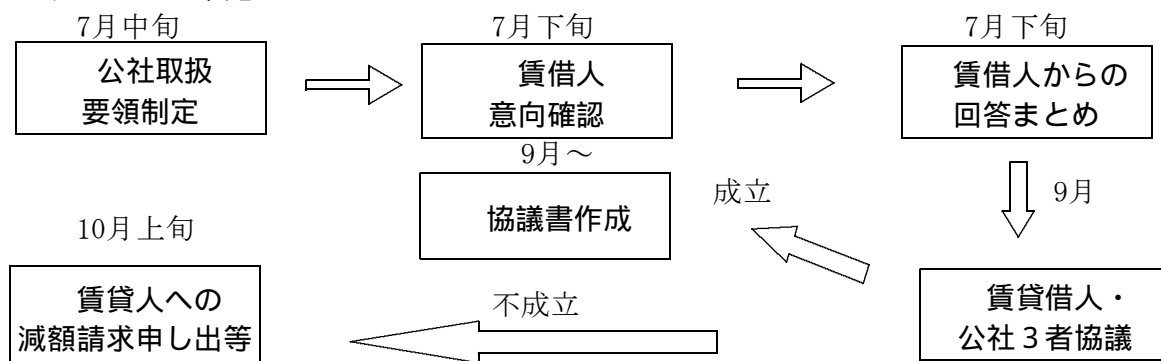 7月中旬
公社取扱
要領制定
7月下旬
賃借人
意向確認
7月下旬
賃借人からの
回答まとめ
9月
賃貸借人・
公社３者協議
成立
9月～
協議書作成
不成立
10月上旬
賃貸人への
減額請求申し出等